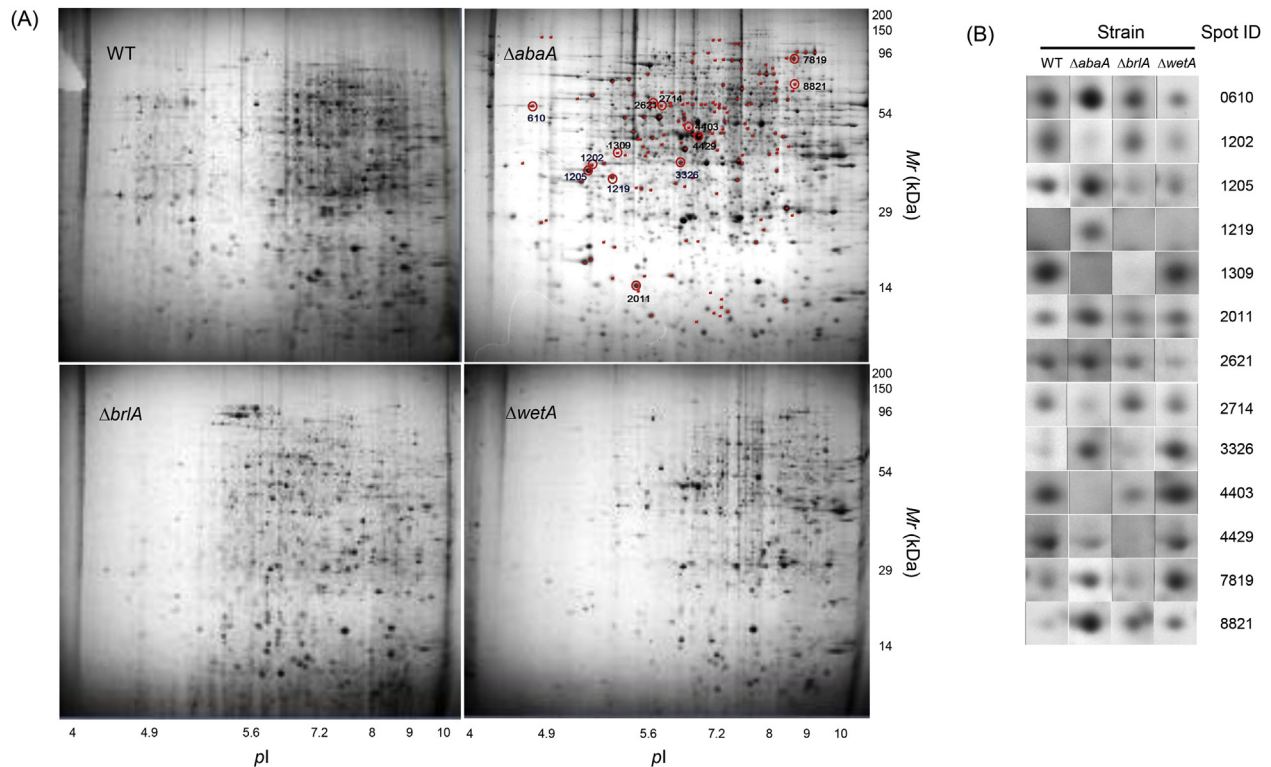 (A)
WT
ΔabaA
200
150
96
54
29
14
Mr (kDa)
7819
8821
2621
2714
610
4403
4429
1309
1202
1205
1219
3326
2011
ΔbrlA
ΔwetA
200
150
96
54
29
14
Mr (kDa)
4 4.9 5.6 7.2 8 9 10
4 4.9 5.6 7.2 8 9 10
pI
pI
(B)
Strain Spot ID
WT ΔabaA ΔbrlA ΔwetA
0610
1202
1205
1219
1309
2011
2621
2714
3326
4403
4429
7819
8821